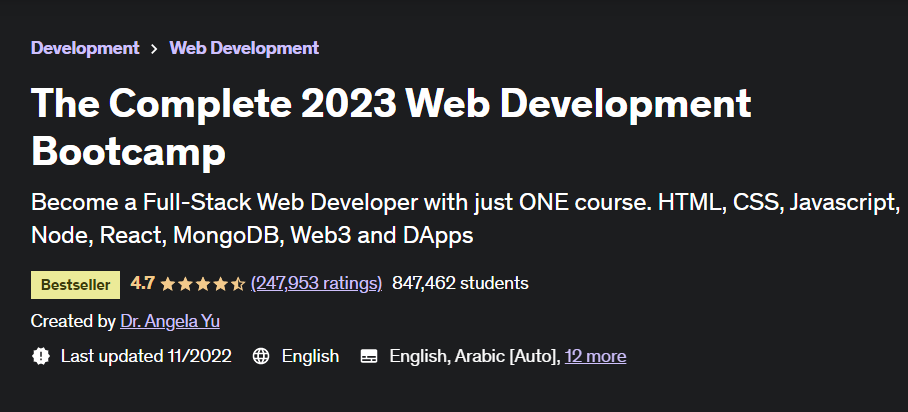 Development > Web Development
The Complete 2023 Web Development
Bootcamp
Become a Full-Stack Web Developer with just ONE course. HTML, CSS, Javascript,
Node, React, MongoDB, Web3 and DApps
Bestseller 4.7 (247,953 ratings) 847,462 students
Created by Dr. Angela Yu
Last updated 11/2022 English English, Arabic [Auto], 12 more